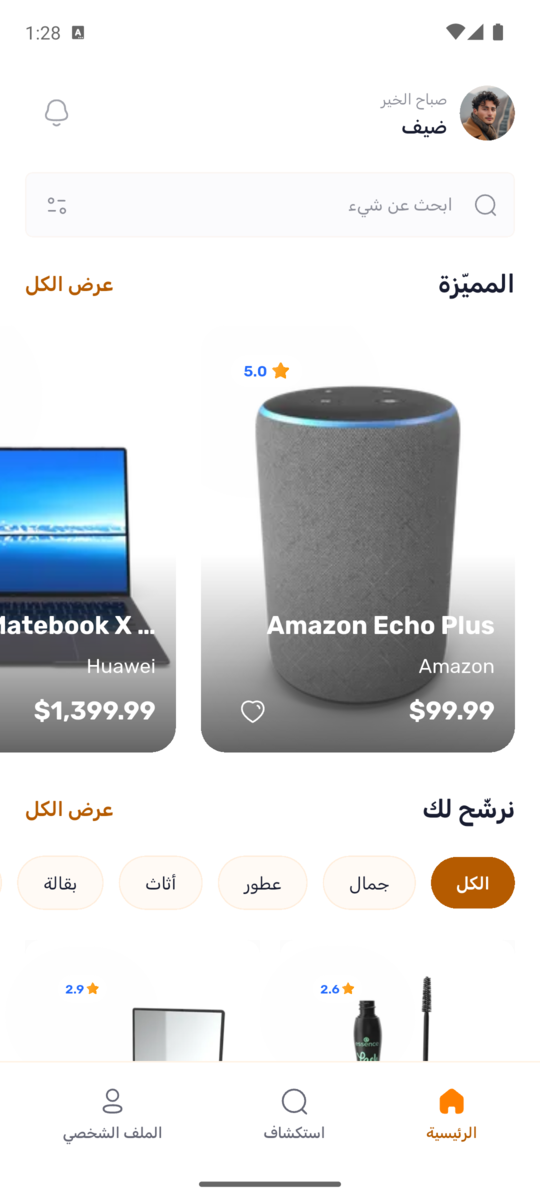 1:28
صباح الخير
ضيف
ابحث عن شيء
المميّزة
عرض الكل
5.0
Amazon Echo Plus
Amazon
$99.99
Matebook X ...
Huawei
$1,399.99
نرشّح لك
عرض الكل
الكل
جمال
عطور
أثاث
بقالة
2.6
2.9
essence
الرئيسية
استكشاف
الملف الشخصي